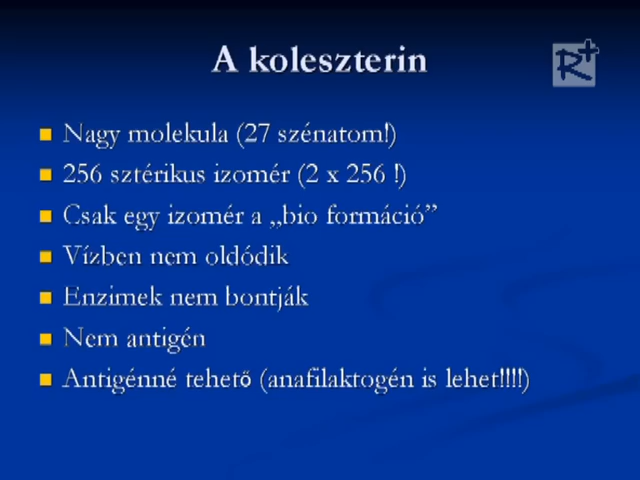 A koleszterin
R+
Nagy molekula (27 szénatom!)
256 sztérikus izomér (2 x 256 !)
Csak egy izomér a „bio formáció”
Vízben nem oldódik
Enzimek nem bontják
Nem antigén
Antigénné tehető (anafilaktogén is lehet!!!!)